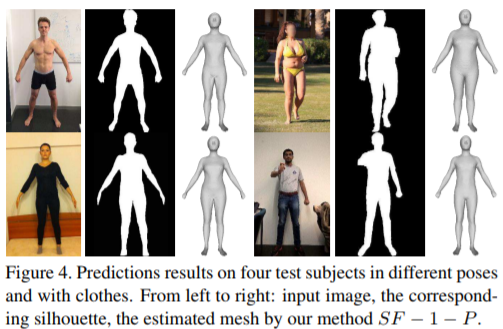 Figure 4. Predictions results on four test subjects in different poses
and with clothes. From left to right: input image, the correspond-
ing silhouette, the estimated mesh by our method SF − 1 − P.